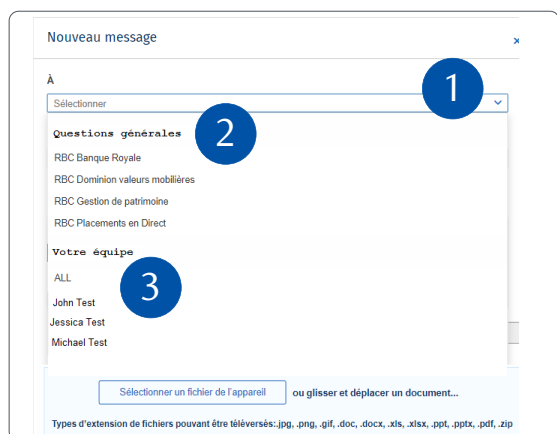 Nouveau message
×
À
Sélectionner
1
Questions générales
2
RBC Banque Royale
RBC Dominion valeurs mobilières
RBC Gestion de patrimoine
RBC Placements en Direct
Votre équipe
ALL
3
John Test
Jessica Test
Michael Test
Sélectionner un fichier de l'appareil ou glisser et déplacer un document...
Types d'extension de fichiers pouvant être téléversés:.jpg, .png, .gif, .doc, .docx, .xls, .xlsx, .ppt, .pptx, .pdf, .zip